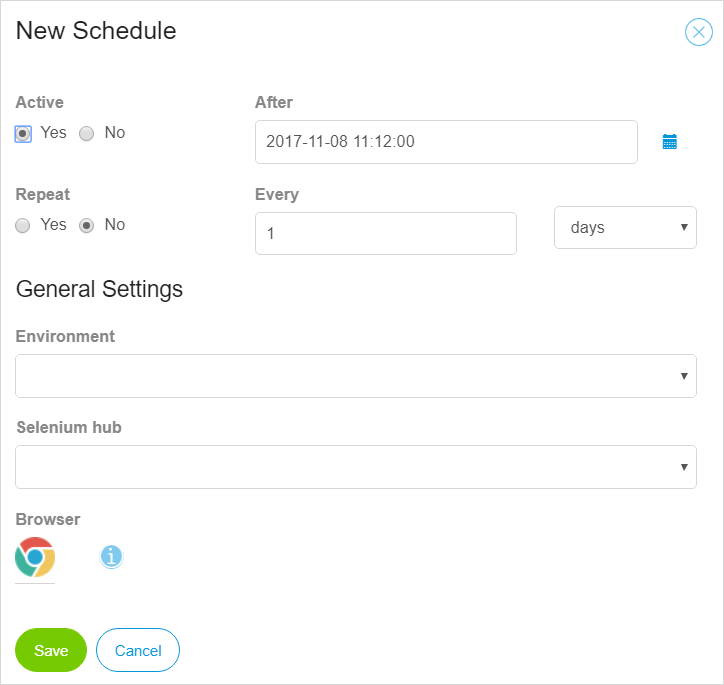 New Schedule
Active After
Yes No 2017-11-08 11:12:00
Repeat Every
Yes No 1 days
General Settings
Environment
Selenium hub
Browser
Save Cancel